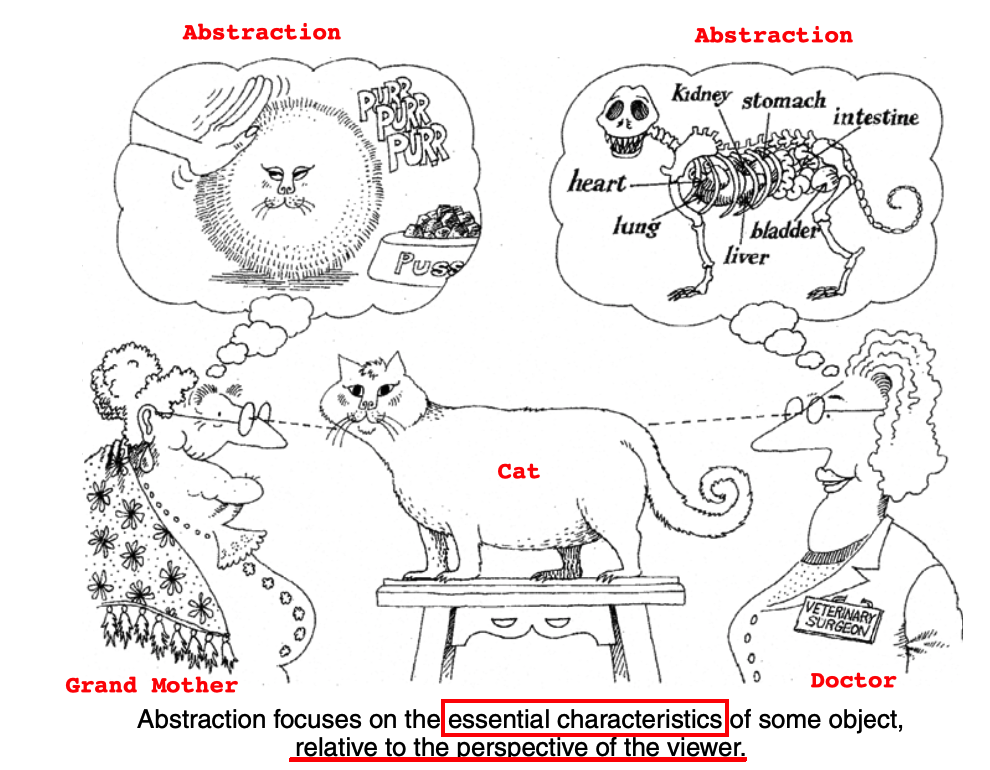 Abstraction
Abstraction
PURR
PURR
PURR
Puss
Kidney
stomach
intestine
heart
lung
bladder
liver
Cat
VETERINARY
SURGEON
Grand Mother
Doctor
Abstraction focuses on the essential characteristics of some object,
relative to the perspective of the viewer.